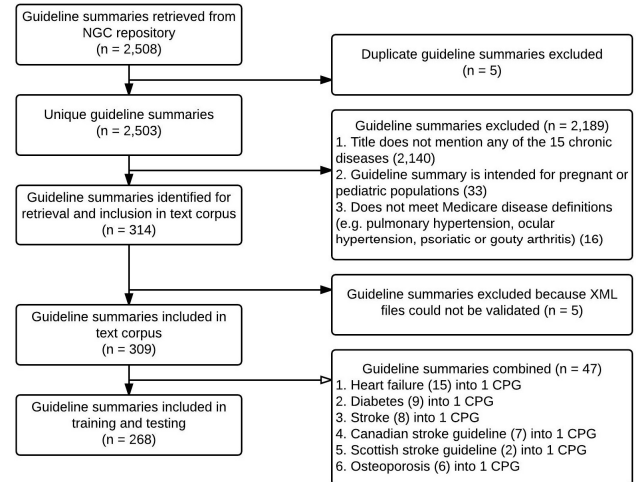 Guideline summaries retrieved from
NGC repository
(n = 2,508)
Duplicate guideline summaries excluded
(n = 5)
Unique guideline summaries
(n = 2,503)
Guideline summaries excluded (n = 2,189)
1. Title does not mention any of the 15 chronic
diseases (2,140)
2. Guideline summary is intended for pregnant or
pediatric populations (33)
3. Does not meet Medicare disease definitions
(e.g. pulmonary hypertension, ocular
hypertension, psoriatic or gouty arthritis) (16)
Guideline summaries identified for
retrieval and inclusion in text corpus
(n = 314)
Guideline summaries excluded because XML
files could not be validated (n = 5)
Guideline summaries included in
text corpus
(n = 309)
Guideline summaries combined (n = 47)
1. Heart failure (15) into 1 CPG
2. Diabetes (9) into 1 CPG
3. Stroke (8) into 1 CPG
4. Canadian stroke guideline (7) into 1 CPG
5. Scottish stroke guideline (2) into 1 CPG
6. Osteoporosis (6) into 1 CPG
Guideline summaries included in
training and testing
(n = 268)